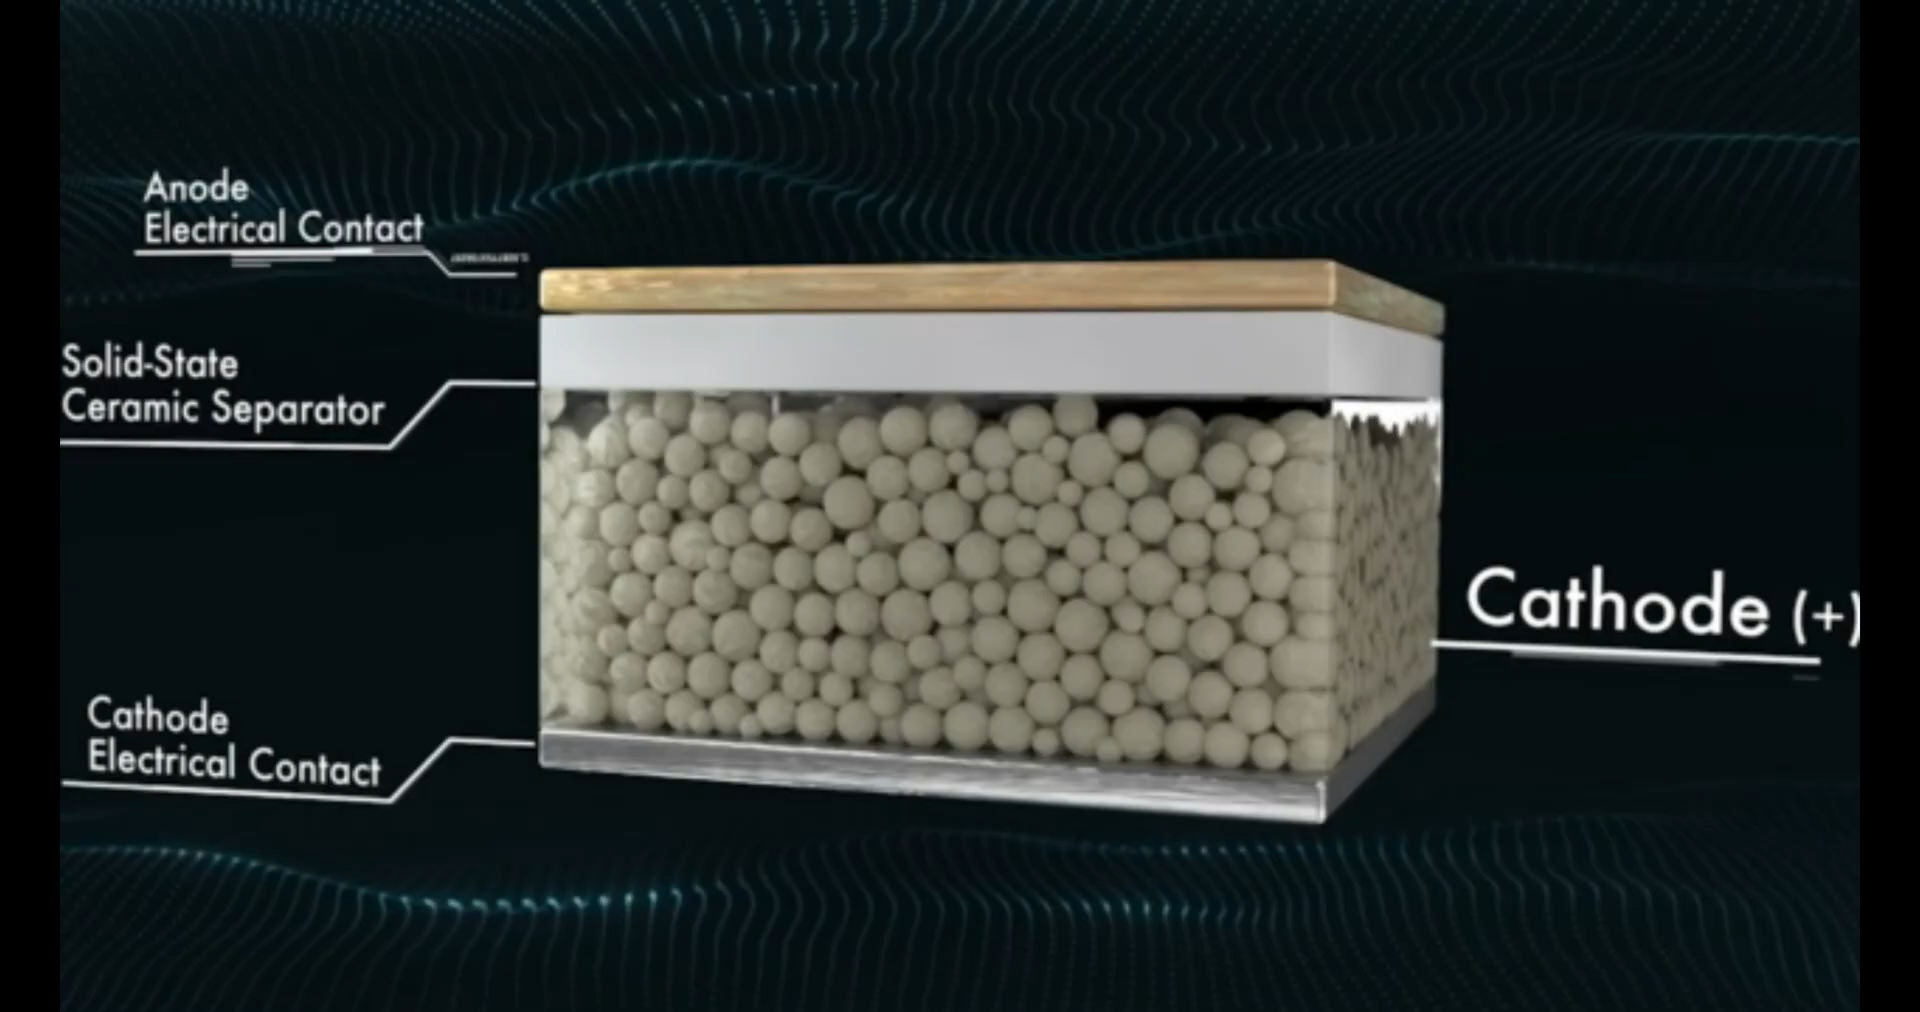 Anode
Electrical Contact
Solid-State
Ceramic Separator
Cathode (+)
Cathode
Electrical Contact